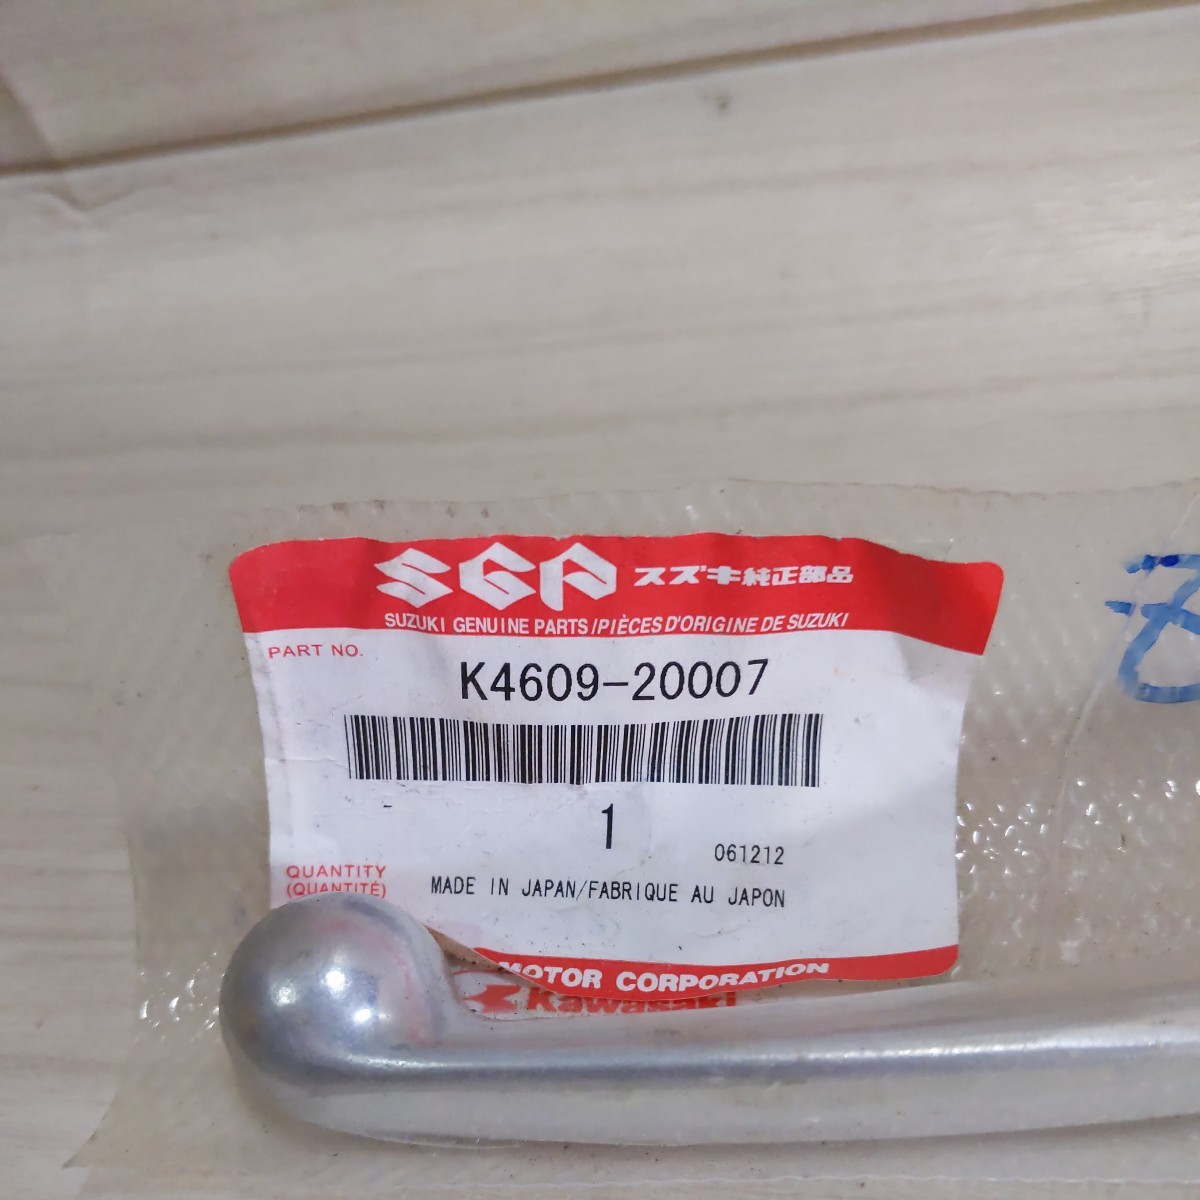 SGP スズキ純正部品
SUZUKI GENUINE PARTS/PIÈCES D'ORIGINE DE SUZUKI
PART NO.
K4609-20007
1
061212
QUANTITY
(QUANTITÉ)
MADE IN JAPAN/FABRIQUE AU JAPON
MOTOR CORPORATION
Kawasaki